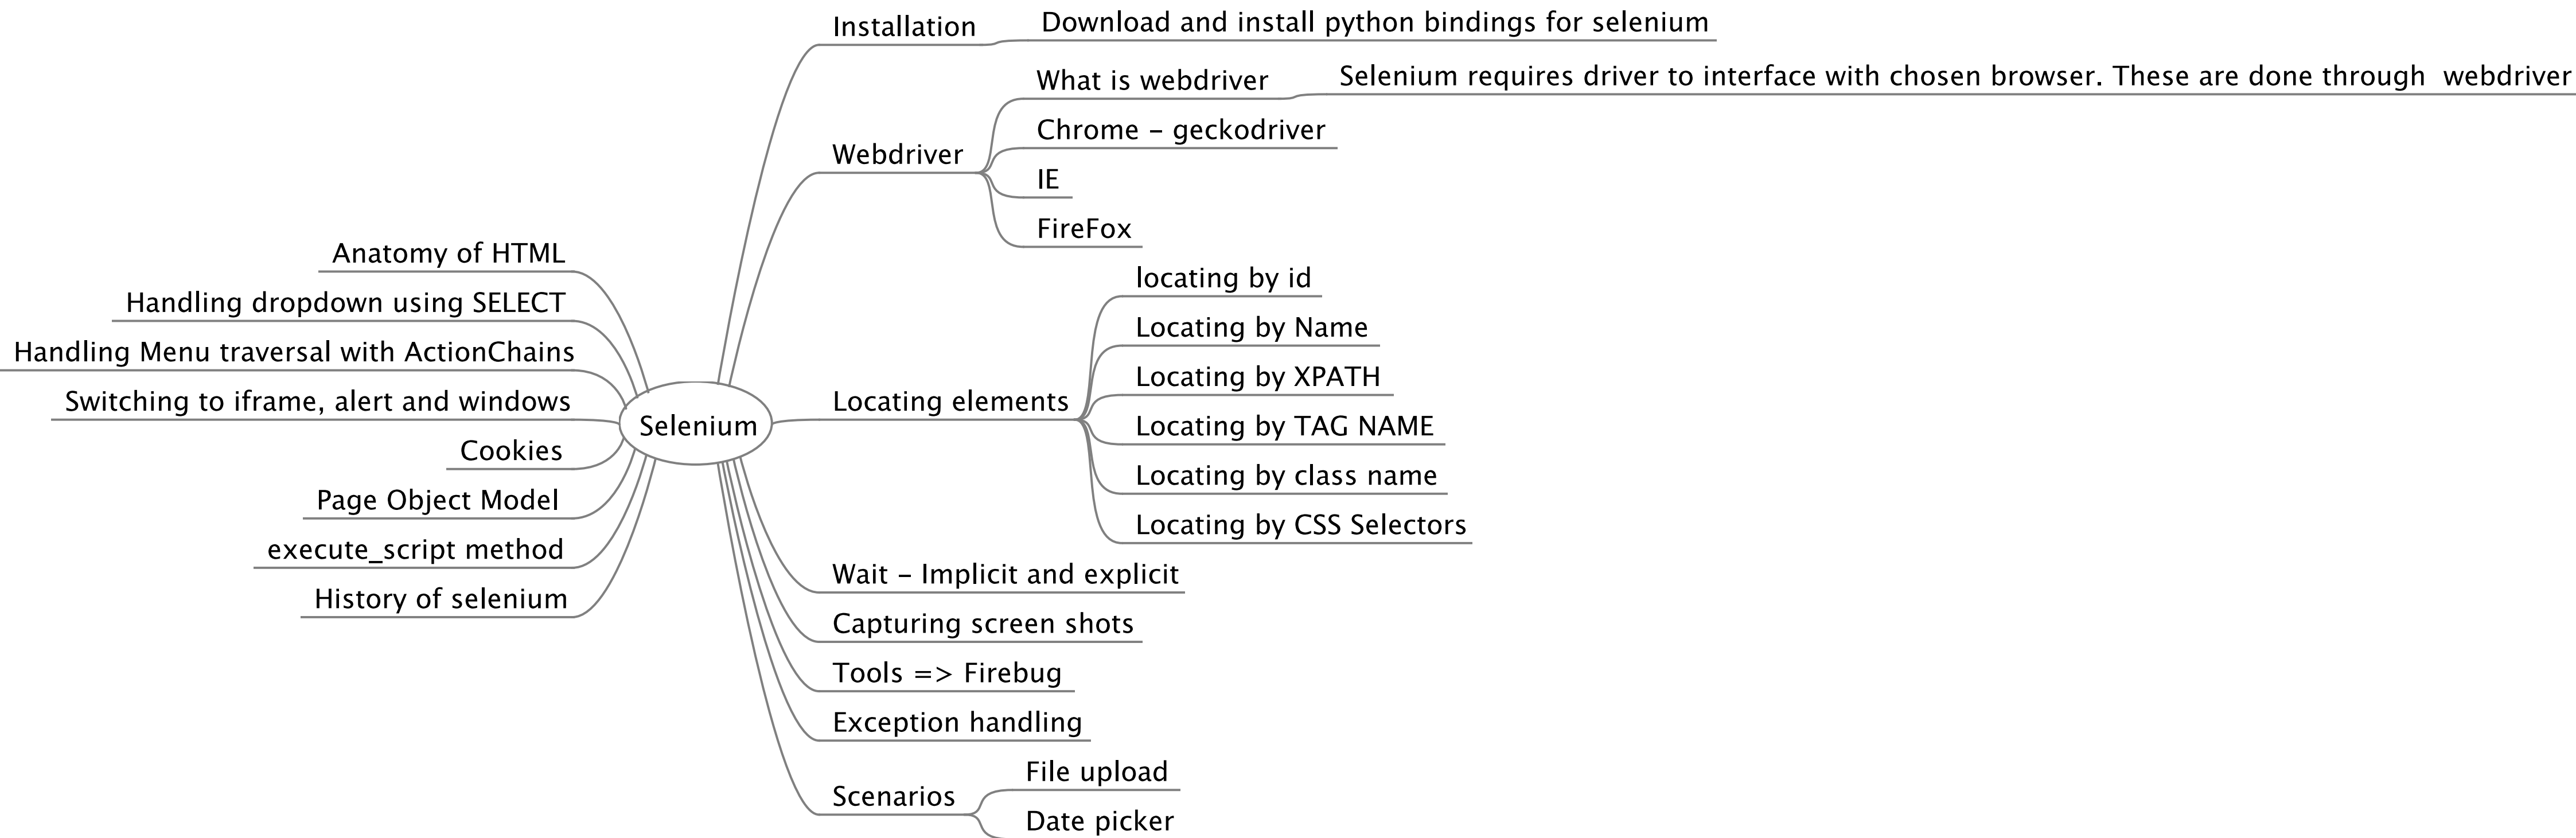 Installation
Download and install python bindings for selenium
Webdriver
What is webdriver
Selenium requires driver to interface with chosen browser. These are done through  webdriver
Chrome – geckodriver
IE
FireFox
Locating elements
locating by id
Locating by Name
Locating by XPATH
Locating by TAG NAME
Locating by class name
Locating by CSS Selectors
Wait – Implicit and explicit
Capturing screen shots
Tools => Firebug
Exception handling
Scenarios
File upload
Date picker
Selenium
Anatomy of HTML
Handling dropdown using SELECT
Handling Menu traversal with ActionChains
Switching to iframe, alert and windows
Cookies
Page Object Model
execute_script method
History of selenium